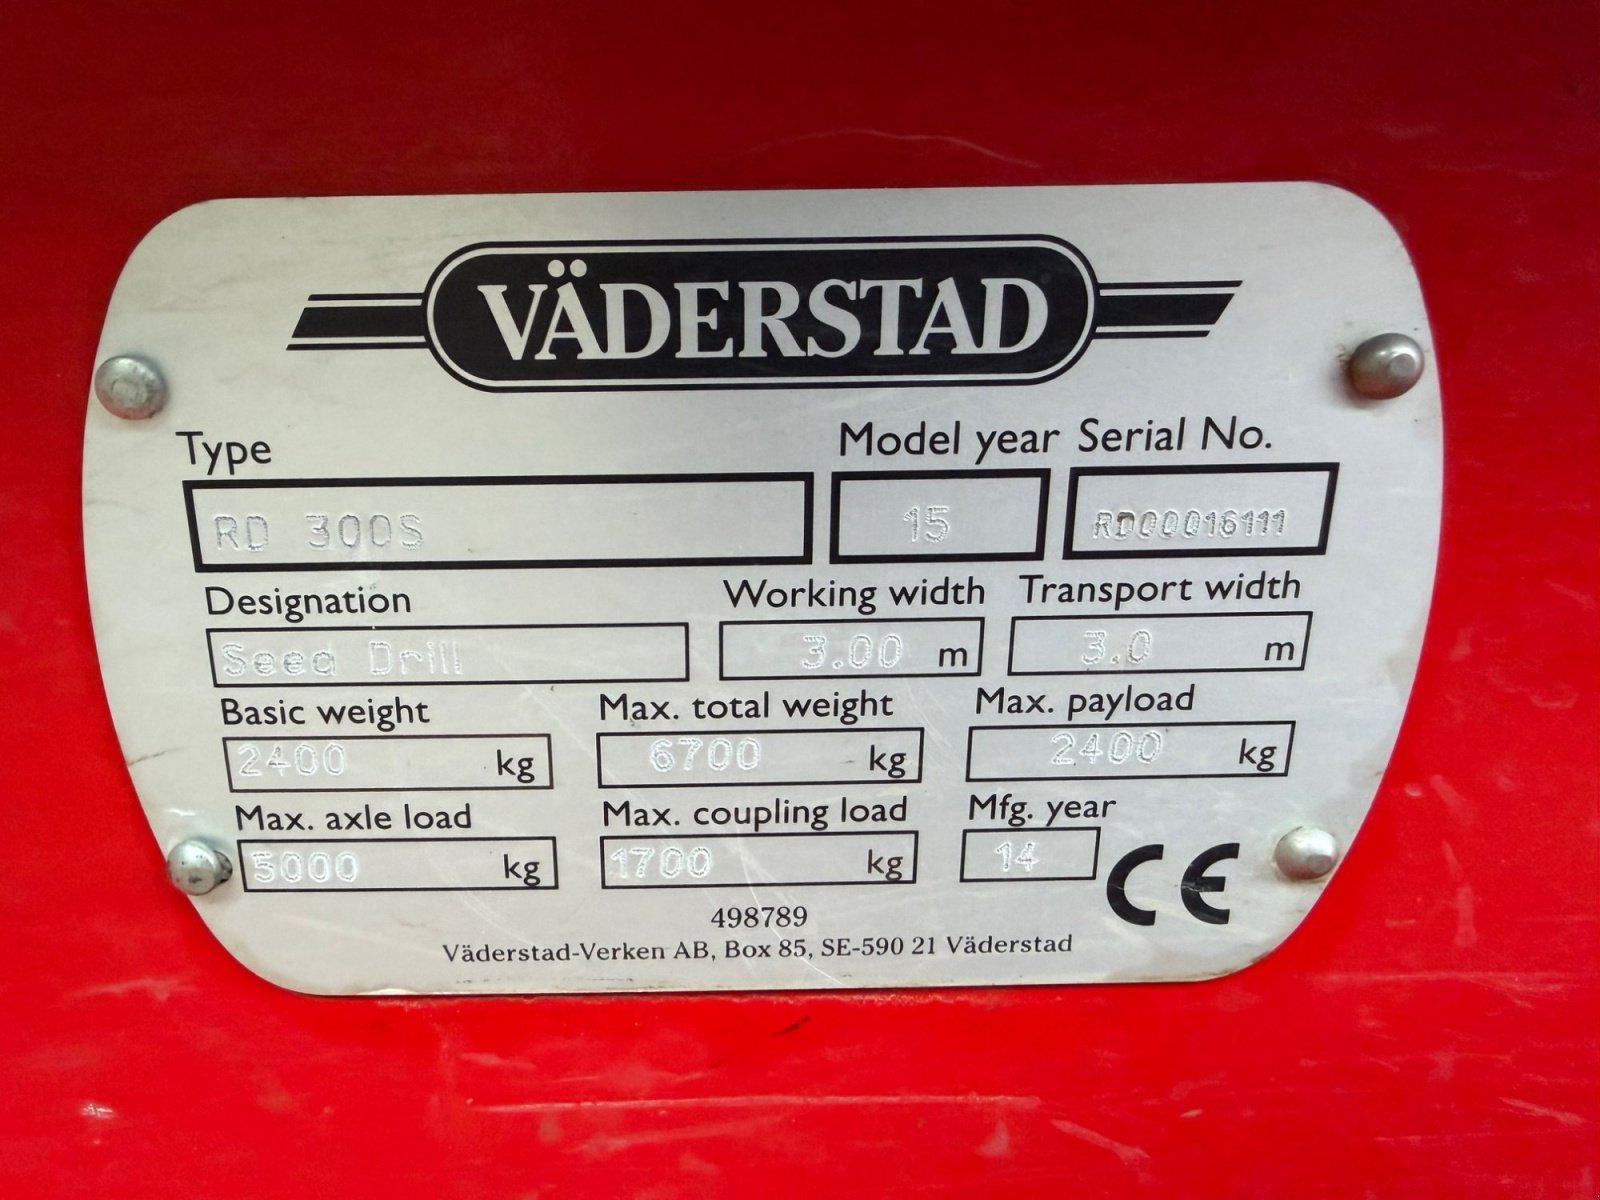 VÄDERSTAD
Type Model year Serial No.
RD 300S 15 RD00016111
Designation Working width Transport width
Seed Drill 3.00 m 3.0 m
Basic weight Max. total weight Max. payload
2400 kg 6700 kg 2400 kg
Max. axle load Max. coupling load Mfg. year
5000 kg 1700 kg 14 CE
498789
Väderstad-Verken AB, Box 85, SE-590 21 Väderstad